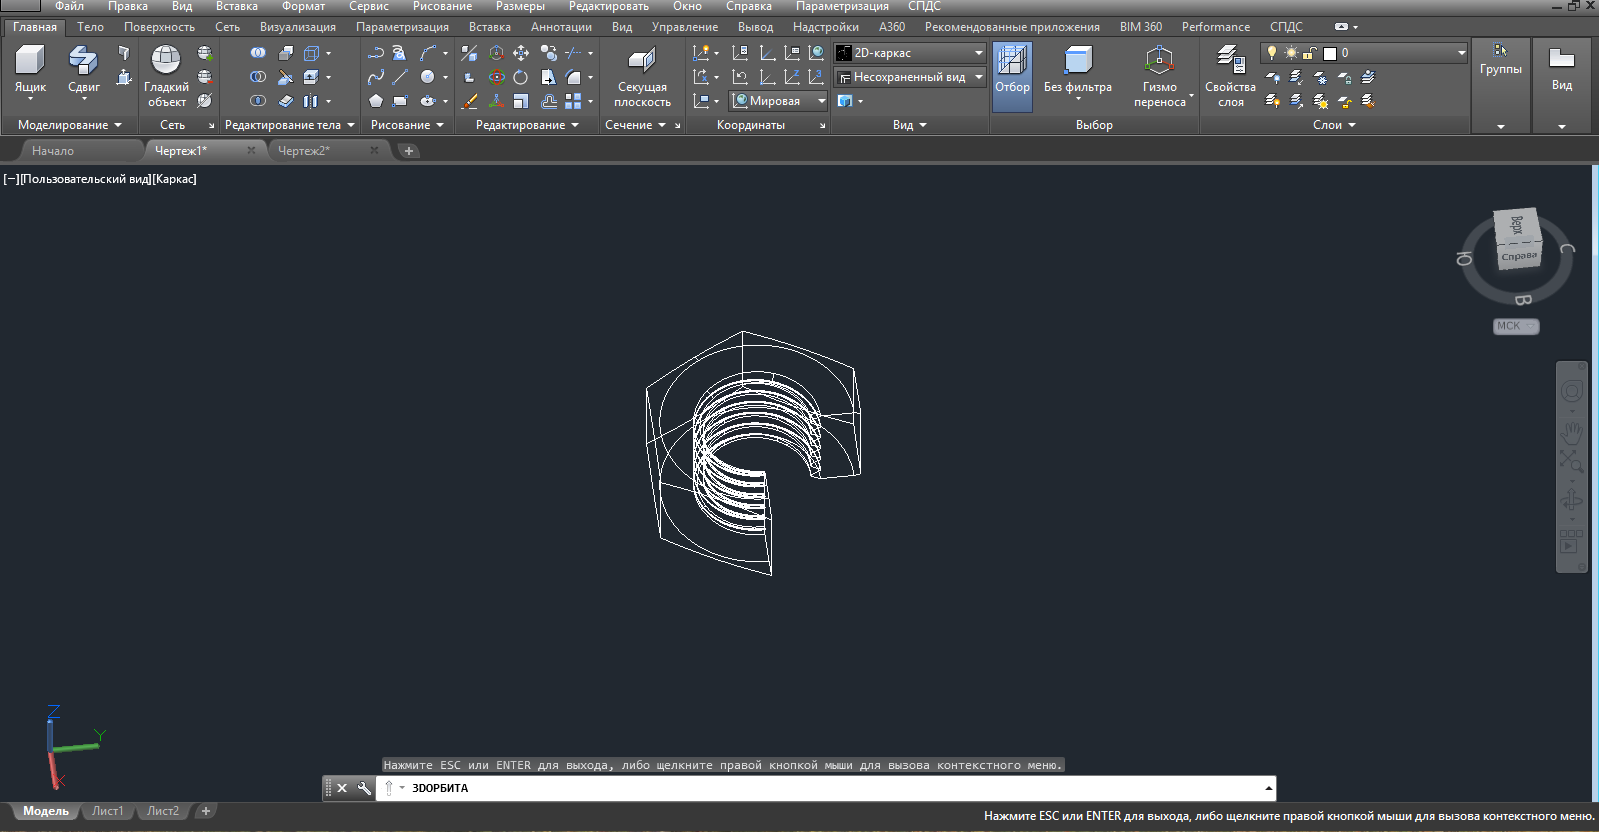 Файл Правка Вид Вставка Формат Сервис Рисование Размеры Редактировать Окно Справка Параметризация СПДС
Главная Тело Поверхность Сеть Визуализация Параметризация Вставка Аннотации Вид Управление Вывод Надстройки A360 Рекомендованные приложения BIM 360 Performance СПДС
2D-каркас
0
Несохраненный вид
Мировая
Ящик
Сдвиг
Гладкий
объект
Секущая
плоскость
Отбор
Без фильтра
Гизмо
переноса
Свойства
слоя
Группы
Вид
Моделирование Сеть Редактирование тела Рисование Редактирование Сечение Координаты Вид Выбор Слои
Начало Чертеж1* Чертеж2*
[−][Пользовательский вид][Каркас]
Верх
Справа
Ю
С
В
МСК
Z
Y
X
Нажмите ESC или ENTER для выхода, либо щелкните правой кнопкой мыши для вызова контекстного меню.
3DОРБИТА
Модель Лист1 Лист2
Нажмите ESC или ENTER для выхода, либо щелкните правой кнопкой мыши для вызова контекстного меню.